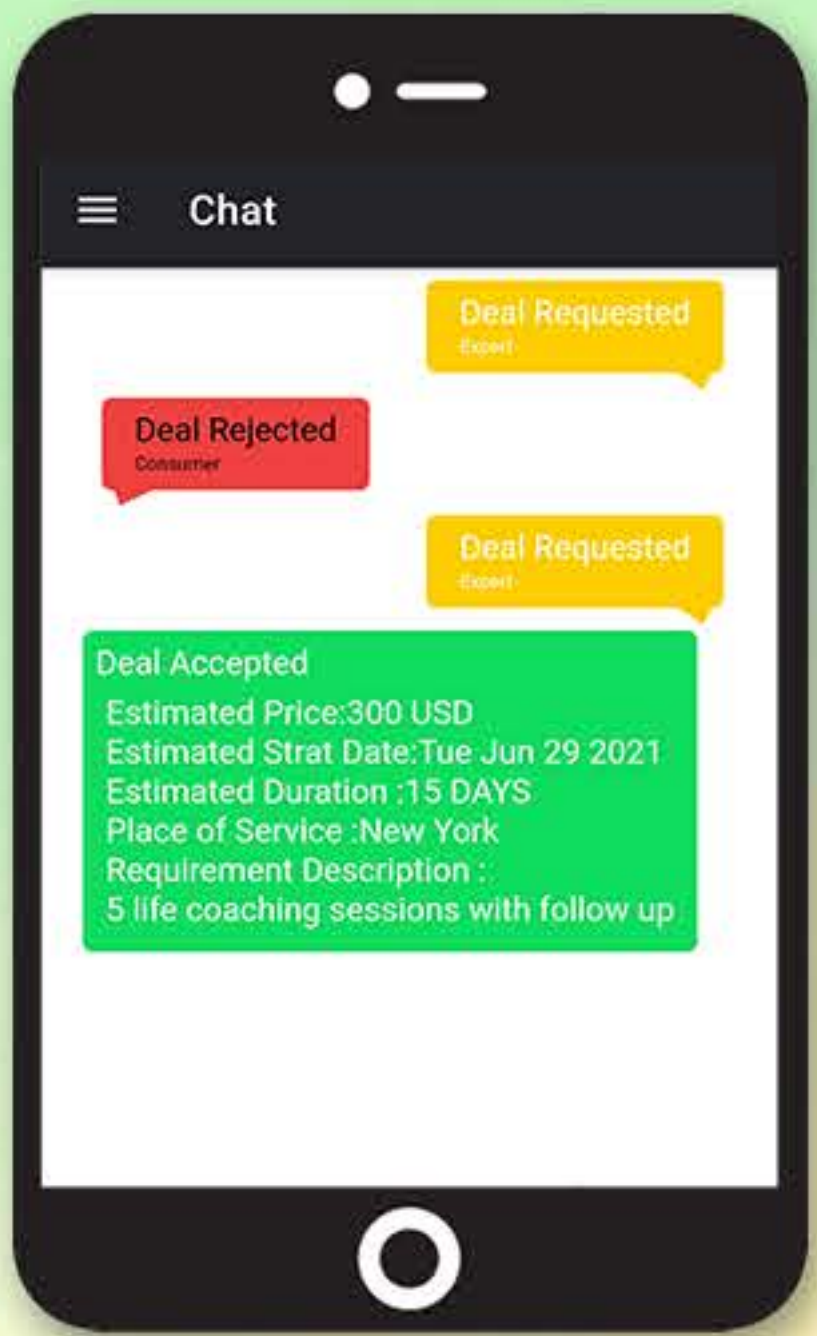 Chat
Deal Requested
Expert
Deal Rejected
Consumer
Deal Requested
Expert
Deal Accepted
Estimated Price:300 USD
Estimated Strat Date:Tue Jun 29 2021
Estimated Duration :15 DAYS
Place of Service :New York
Requirement Description :
5 life coaching sessions with follow up